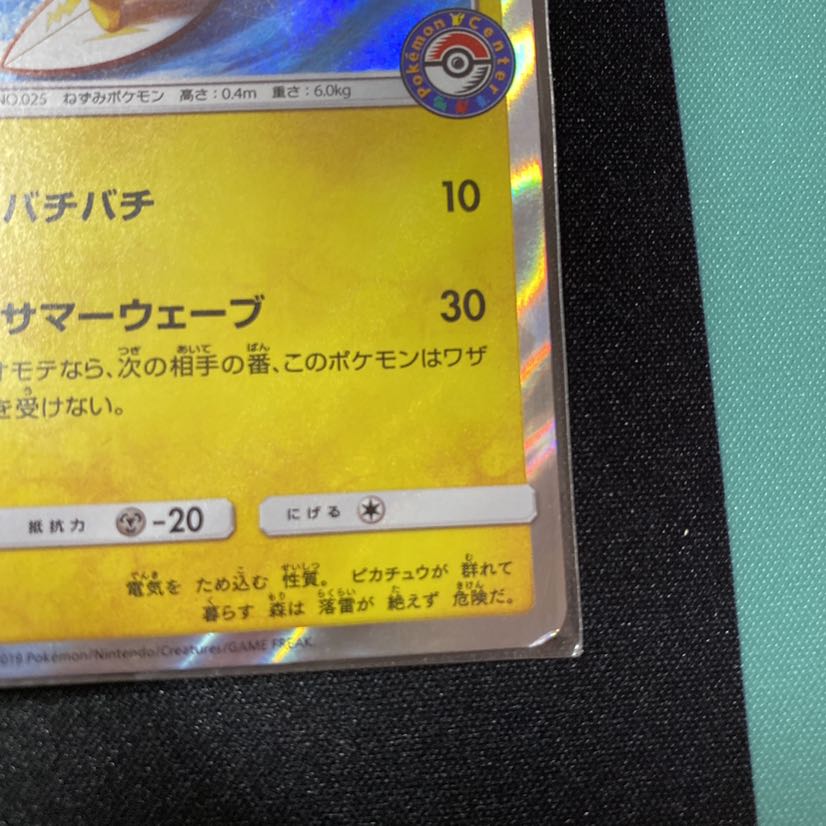 Pokémon Center
NO.025 ねずみポケモン 高さ:0.4m 重さ:6.0kg
バチバチ 10
サマーウェーブ 30
オモテなら、次の相手の番、このポケモンはワザ
を受けない。
抵抗力 -20 にげる
電気を ため込む 性質。 ピカチュウが 群れて
暮らす 森は 落雷が 絶えず 危険だ。
2019 Pokémon/Nintendo/Creatures/GAME FREAK.